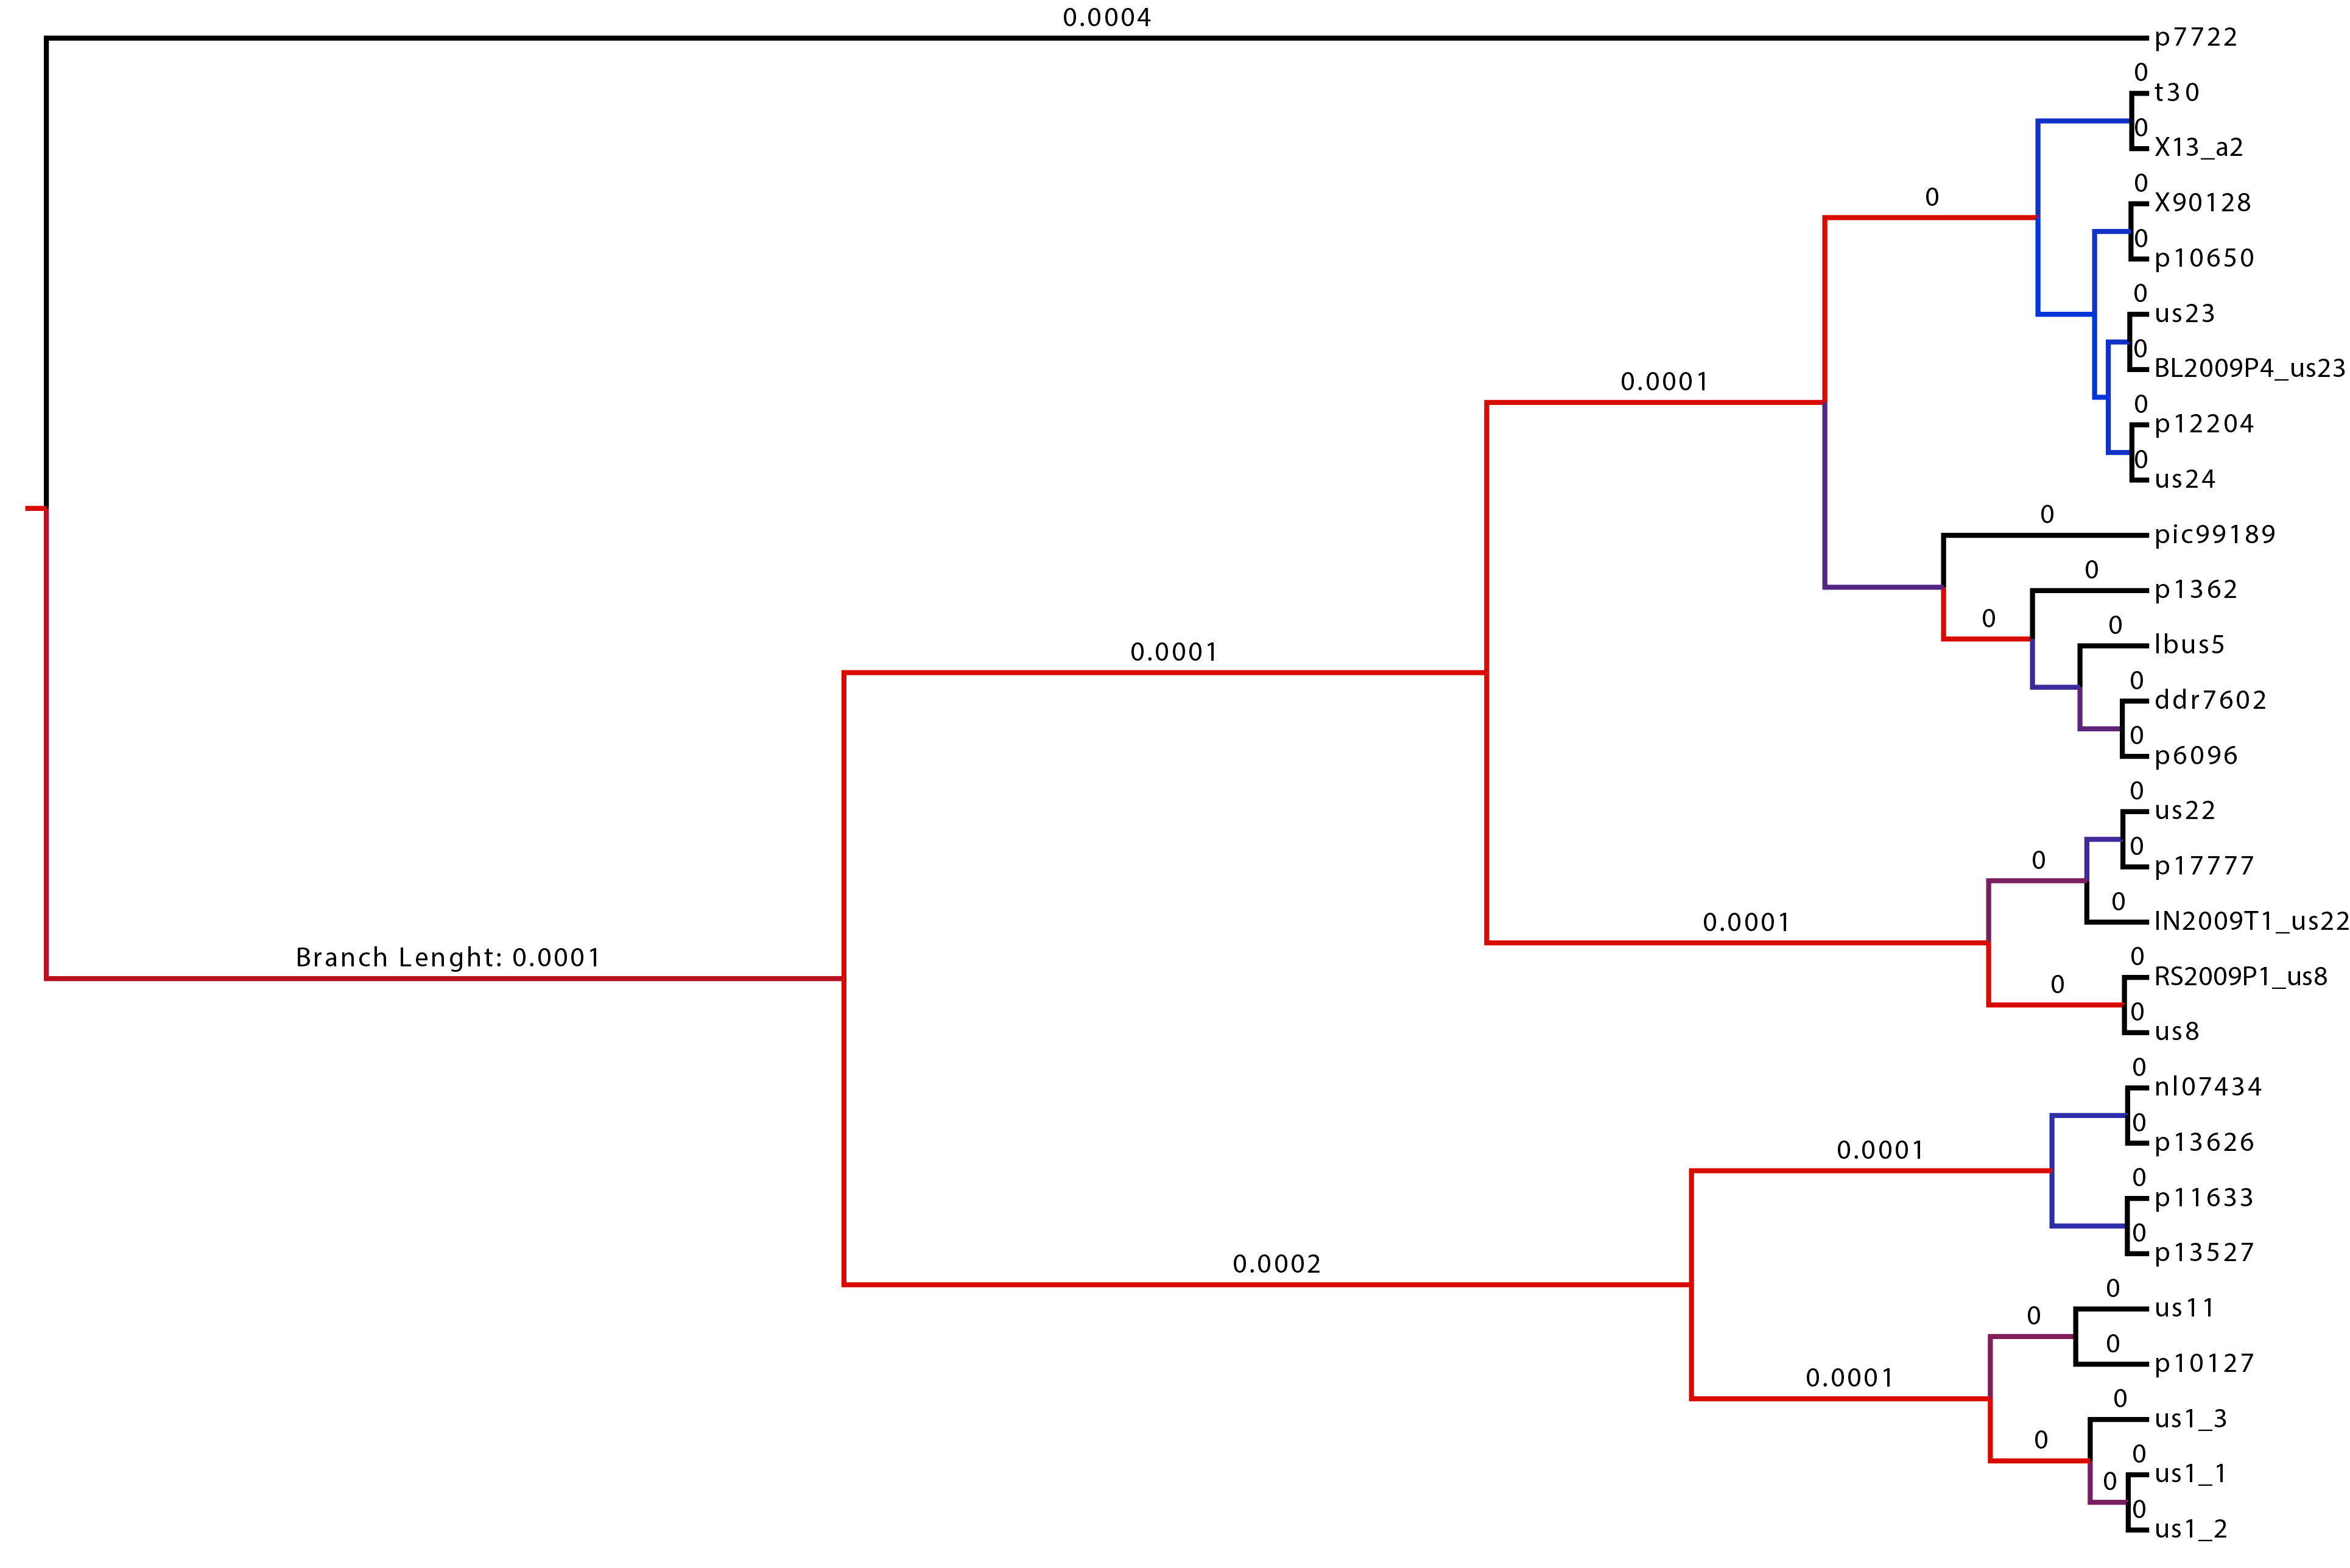 0.0004
p7722
0
t30
0
X13_a2
0
X90128
0
0
p10650
0
us23
0.0001
0
BL2009P4_us23
0
p12204
0
us24
0
pic99189
0
p1362
0
0
lbus5
0.0001
0
ddr7602
0
p6096
0
us22
0
p17777
0
0
IN2009T1_us22
0.0001
Branch Lenght: 0.0001
0
RS2009P1_us8
0
0
us8
0
nl07434
0
p13626
0.0001
0
p11633
0
p13527
0.0002
0
us11
0
0
p10127
0.0001
0
us1_3
0
0
us1_1
0
0
us1_2